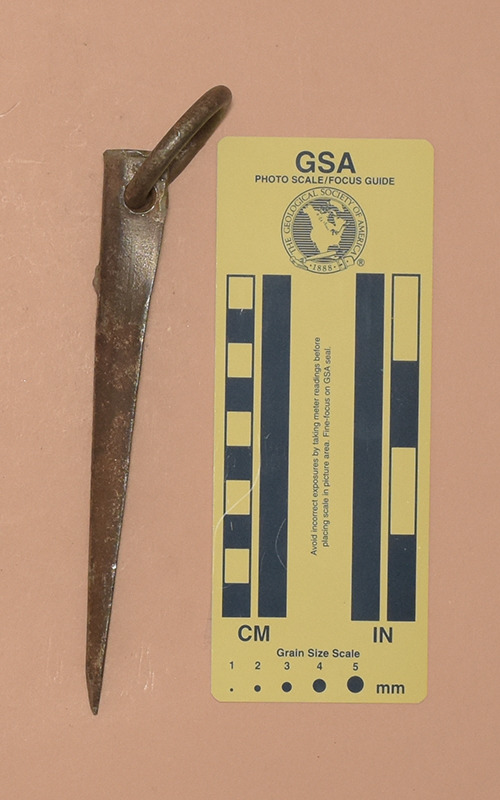 GSA
PHOTO SCALE/FOCUS GUIDE
THE GEOLOGICAL SOCIETY OF AMERICA
• 1888 •
®
Avoid incorrect exposures by taking meter readings before
placing scale in picture area. Fine-focus on GSA seal.
CM IN
Grain Size Scale
1 2 3 4 5
mm